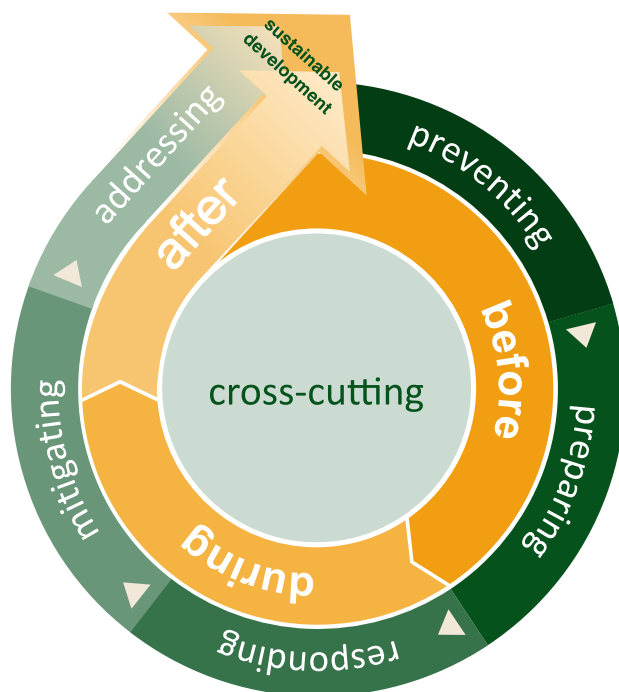 sustainable
development
preventing
preparing
responding
mitigating
addressing
before
during
after
cross-cutting